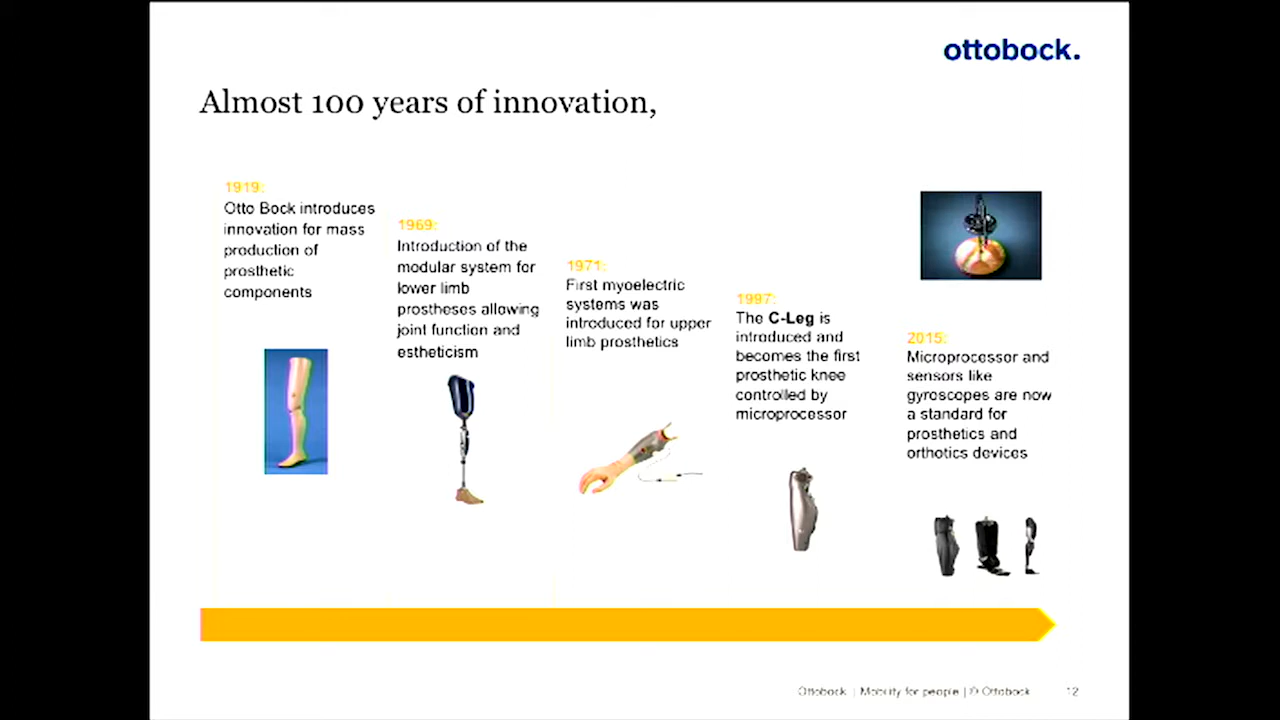 ottobock.
Almost 100 years of innovation,
1919:
Otto Bock introduces
innovation for mass
production of
prosthetic
components
1969:
Introduction of the
modular system for
lower limb
prostheses allowing
joint function and
estheticism
1971:
First myoelectric
systems was
introduced for upper
limb prosthetics
1997:
The C-Leg is
introduced and
becomes the first
prosthetic knee
controlled by
microprocessor
2015:
Microprocessor and
sensors like
gyroscopes are now
a standard for
prosthetics and
orthotics devices
Ottobock | Mobility for people | © Ottobock 12